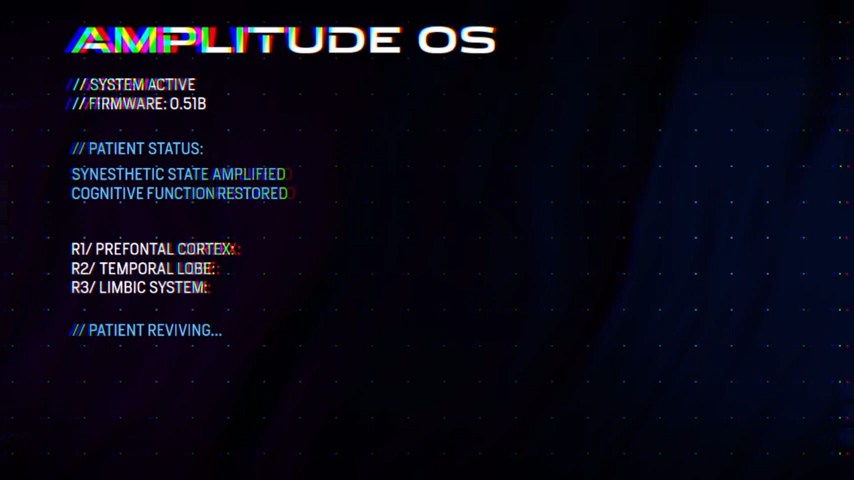 AMPLITUDE OS
/// SYSTEM ACTIVE
// FIRMWARE: 0.51B
// PATIENT STATUS:
SYNESTHETIC STATE AMPLIFIED
COGNITIVE FUNCTION RESTORED
R1/ PREFONTAL CORTEX:
R2/ TEMPORAL LOBE:
R3/ LIMBIC SYSTEM:
// PATIENT REVIVING...